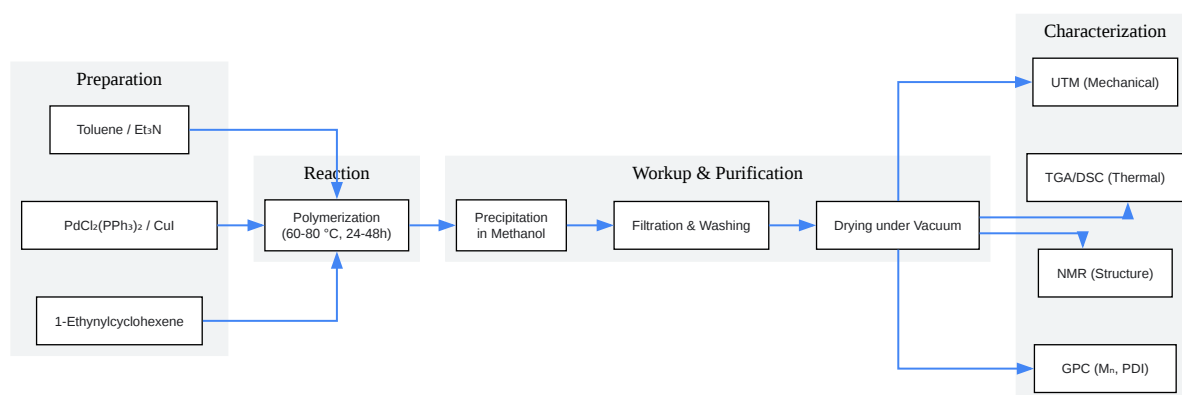 Preparation
Toluene / Et₃N
PdCl₂(PPh₃)₂ / CuI
1-Ethynylcyclohexene
Reaction
Polymerization
(60-80 °C, 24-48h)
Workup & Purification
Precipitation
in Methanol
Filtration & Washing
Drying under Vacuum
Characterization
UTM (Mechanical)
TGA/DSC (Thermal)
NMR (Structure)
GPC (Mₙ, PDI)